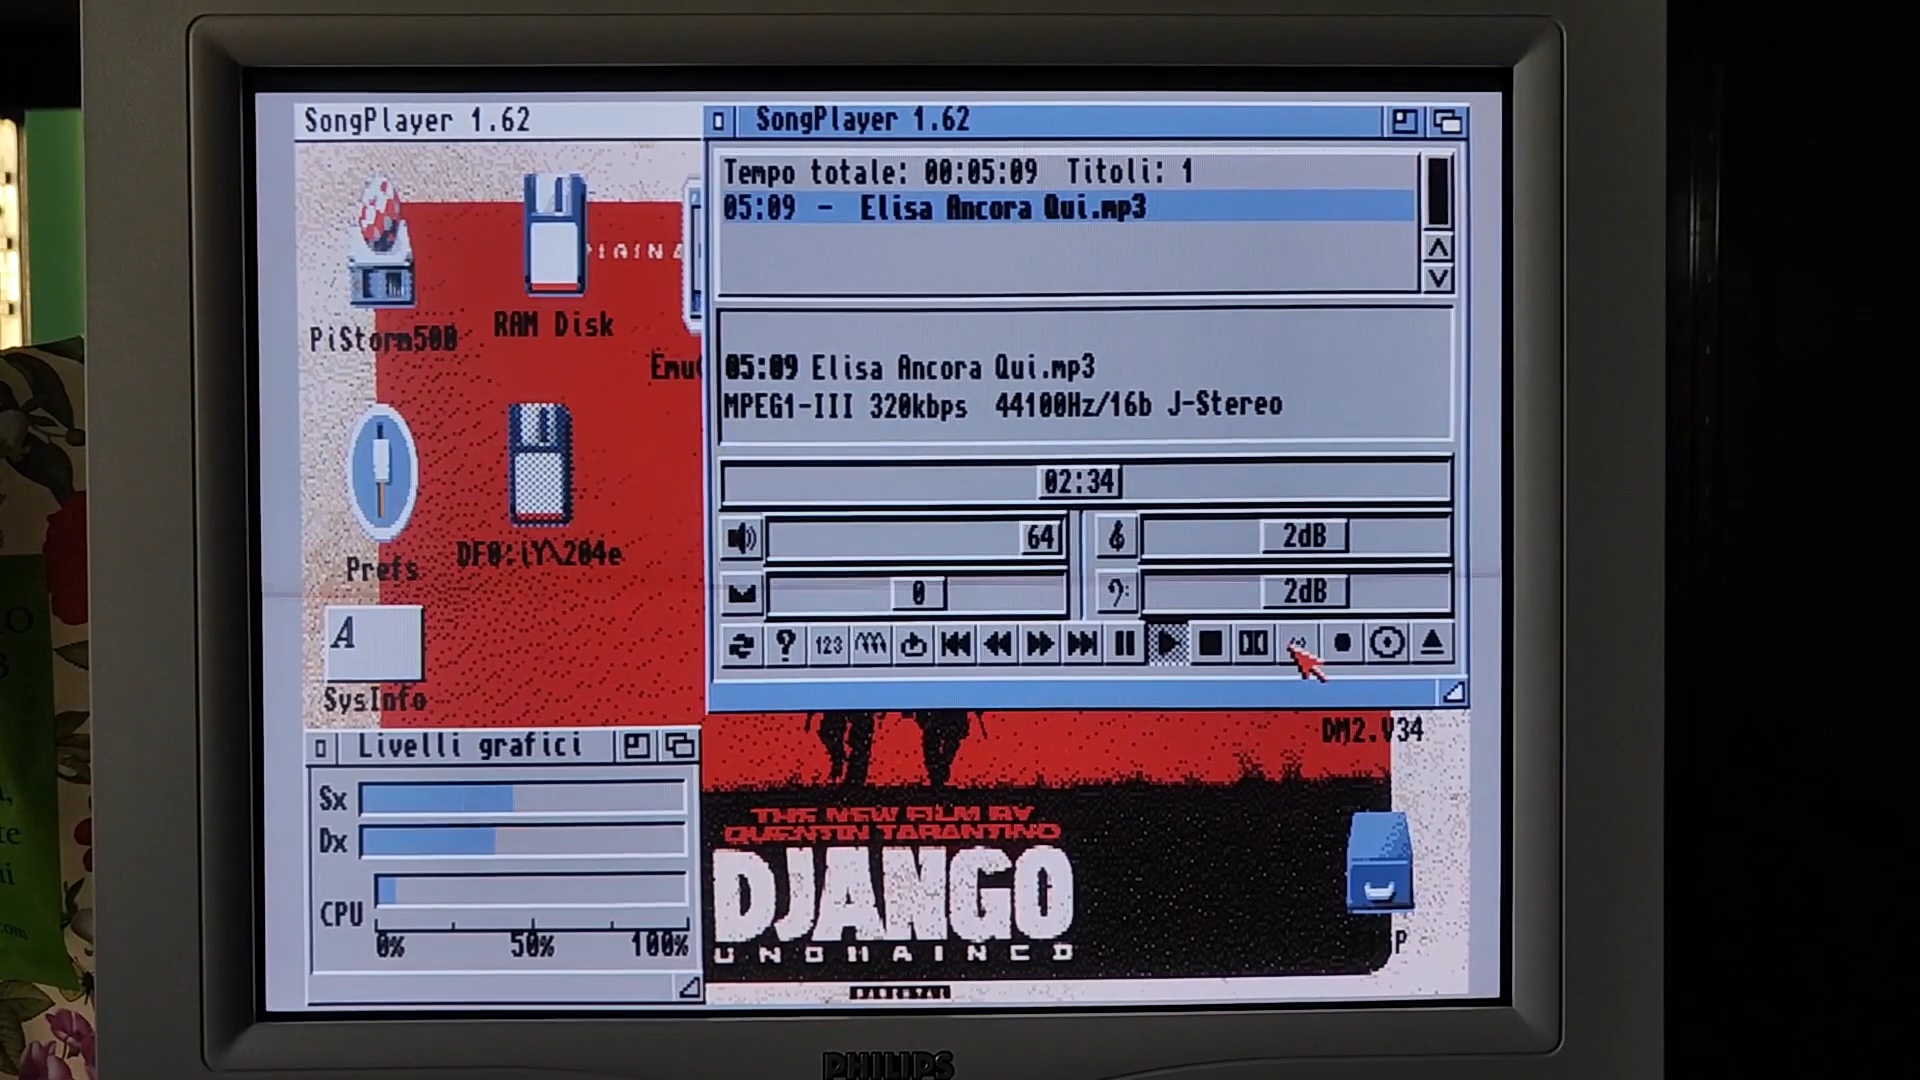 SongPlayer 1.62
SongPlayer 1.62
Tempo totale: 00:05:09 Titoli: 1
05:09 - Elisa Ancora Qui.mp3
05:09 Elisa Ancora Qui.mp3
MPEG1-III 320kbps 44100Hz/16b J-Stereo
02:34
64
2dB
0
2dB
123
PiStorm500
RAM Disk
Emu
Prefs
DF0:
A
SysInfo
DM2.V34
Livelli grafici
Sx
Dx
CPU
0% 50% 100%
THE NEW FILM BY
QUENTIN TARANTINO
DJANGO
UNCHAINED
PHILIPS